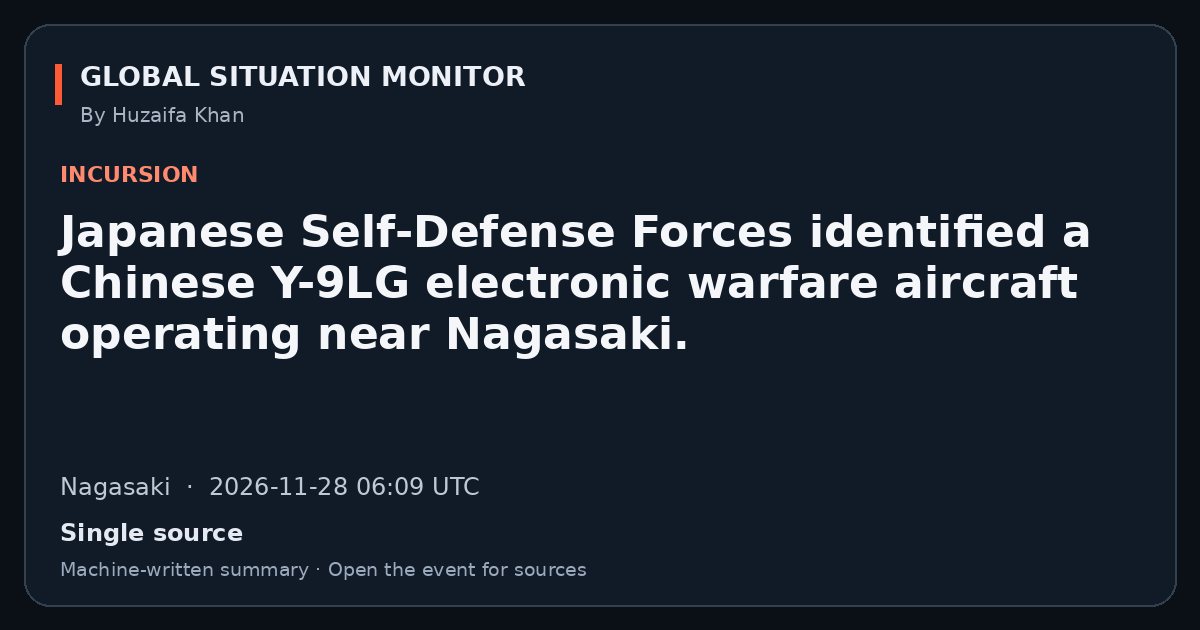 GLOBAL SITUATION MONITOR
By Huzaifa Khan
INCURSION
Japanese Self-Defense Forces identified a
Chinese Y-9LG electronic warfare aircraft
operating near Nagasaki.
Nagasaki · 2026-11-28 06:09 UTC
Single source
Machine-written summary · Open the event for sources